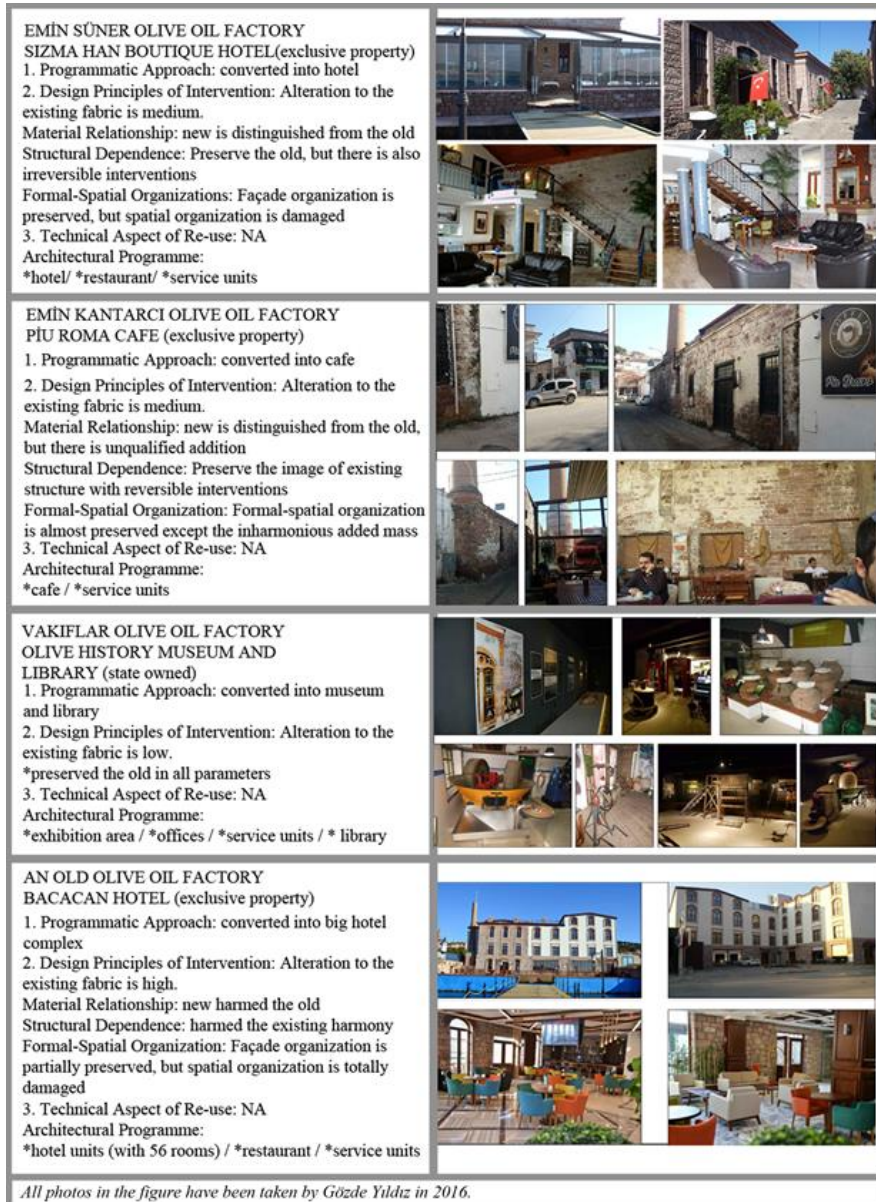 EMİN SÜNER OLIVE OIL FACTORY
SIZMA HAN BOUTIQUE HOTEL(exclusive property)
1. Programmatic Approach: converted into hotel
2. Design Principles of Intervention: Alteration to the
existing fabric is medium.
Material Relationship: new is distinguished from the old
Structural Dependence: Preserve the old, but there is also
irreversible interventions
Formal-Spatial Organizations: Façade organization is
preserved, but spatial organization is damaged
3. Technical Aspect of Re-use: NA
Architectural Programme:
*hotel/ *restaurant/ *service units
EMİN KANTARCI OLIVE OIL FACTORY
PİU ROMA CAFE (exclusive property)
1. Programmatic Approach: converted into cafe
2. Design Principles of Intervention: Alteration to the
existing fabric is medium.
Material Relationship: new is distinguished from the old,
but there is unqualified addition
Structural Dependence: Preserve the image of existing
structure with reversible interventions
Formal-Spatial Organization: Formal-spatial organization
is almost preserved except the inharmonious added mass
3. Technical Aspect of Re-use: NA
Architectural Programme:
*cafe / *service units
VAKIFLAR OLIVE OIL FACTORY
OLIVE HISTORY MUSEUM AND
LIBRARY (state owned)
1. Programmatic Approach: converted into museum
and library
2. Design Principles of Intervention: Alteration to the
existing fabric is low.
*preserved the old in all parameters
3. Technical Aspect of Re-use: NA
Architectural Programme:
*exhibition area / *offices / *service units / * library
AN OLD OLIVE OIL FACTORY
BACACAN HOTEL (exclusive property)
1. Programmatic Approach: converted into big hotel
complex
2. Design Principles of Intervention: Alteration to the
existing fabric is high.
Material Relationship: new harmed the old
Structural Dependence: harmed the existing harmony
Formal-Spatial Organization: Façade organization is
partially preserved, but spatial organization is totally
damaged
3. Technical Aspect of Re-use: NA
Architectural Programme:
*hotel units (with 56 rooms) / *restaurant / *service units
All photos in the figure have been taken by Gözde Yıldız in 2016.